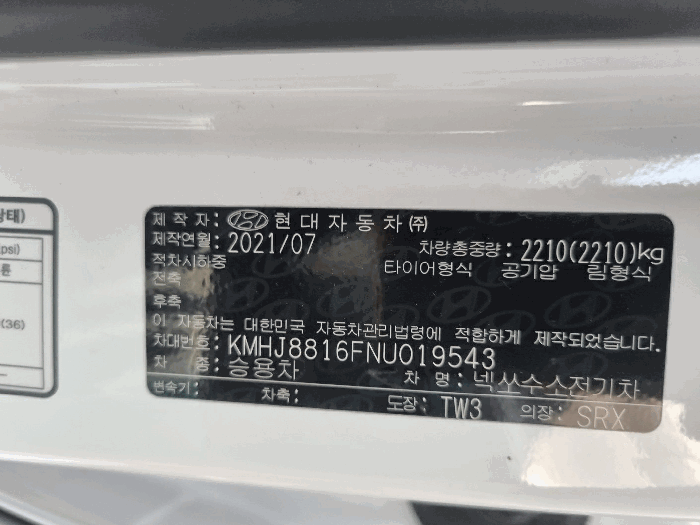 상태)
psi)
륜
(36)
제 작 자 : 현대자동차 ㈜
제작연월 : 2021/07 차량총중량 : 2210(2210)kg
적차시하중 타이어형식 공기압 림형식
전축
후축
이 자동차는 대한민국 자동차관리법령에 적합하게 제작되었습니다.
차대번호 : KMHJ8816FNU019543
차 종 : 승용차 차 명 : 넥쏘수소전기차
변속기 : 차축 : 도장 : TW3 의장 : SRX